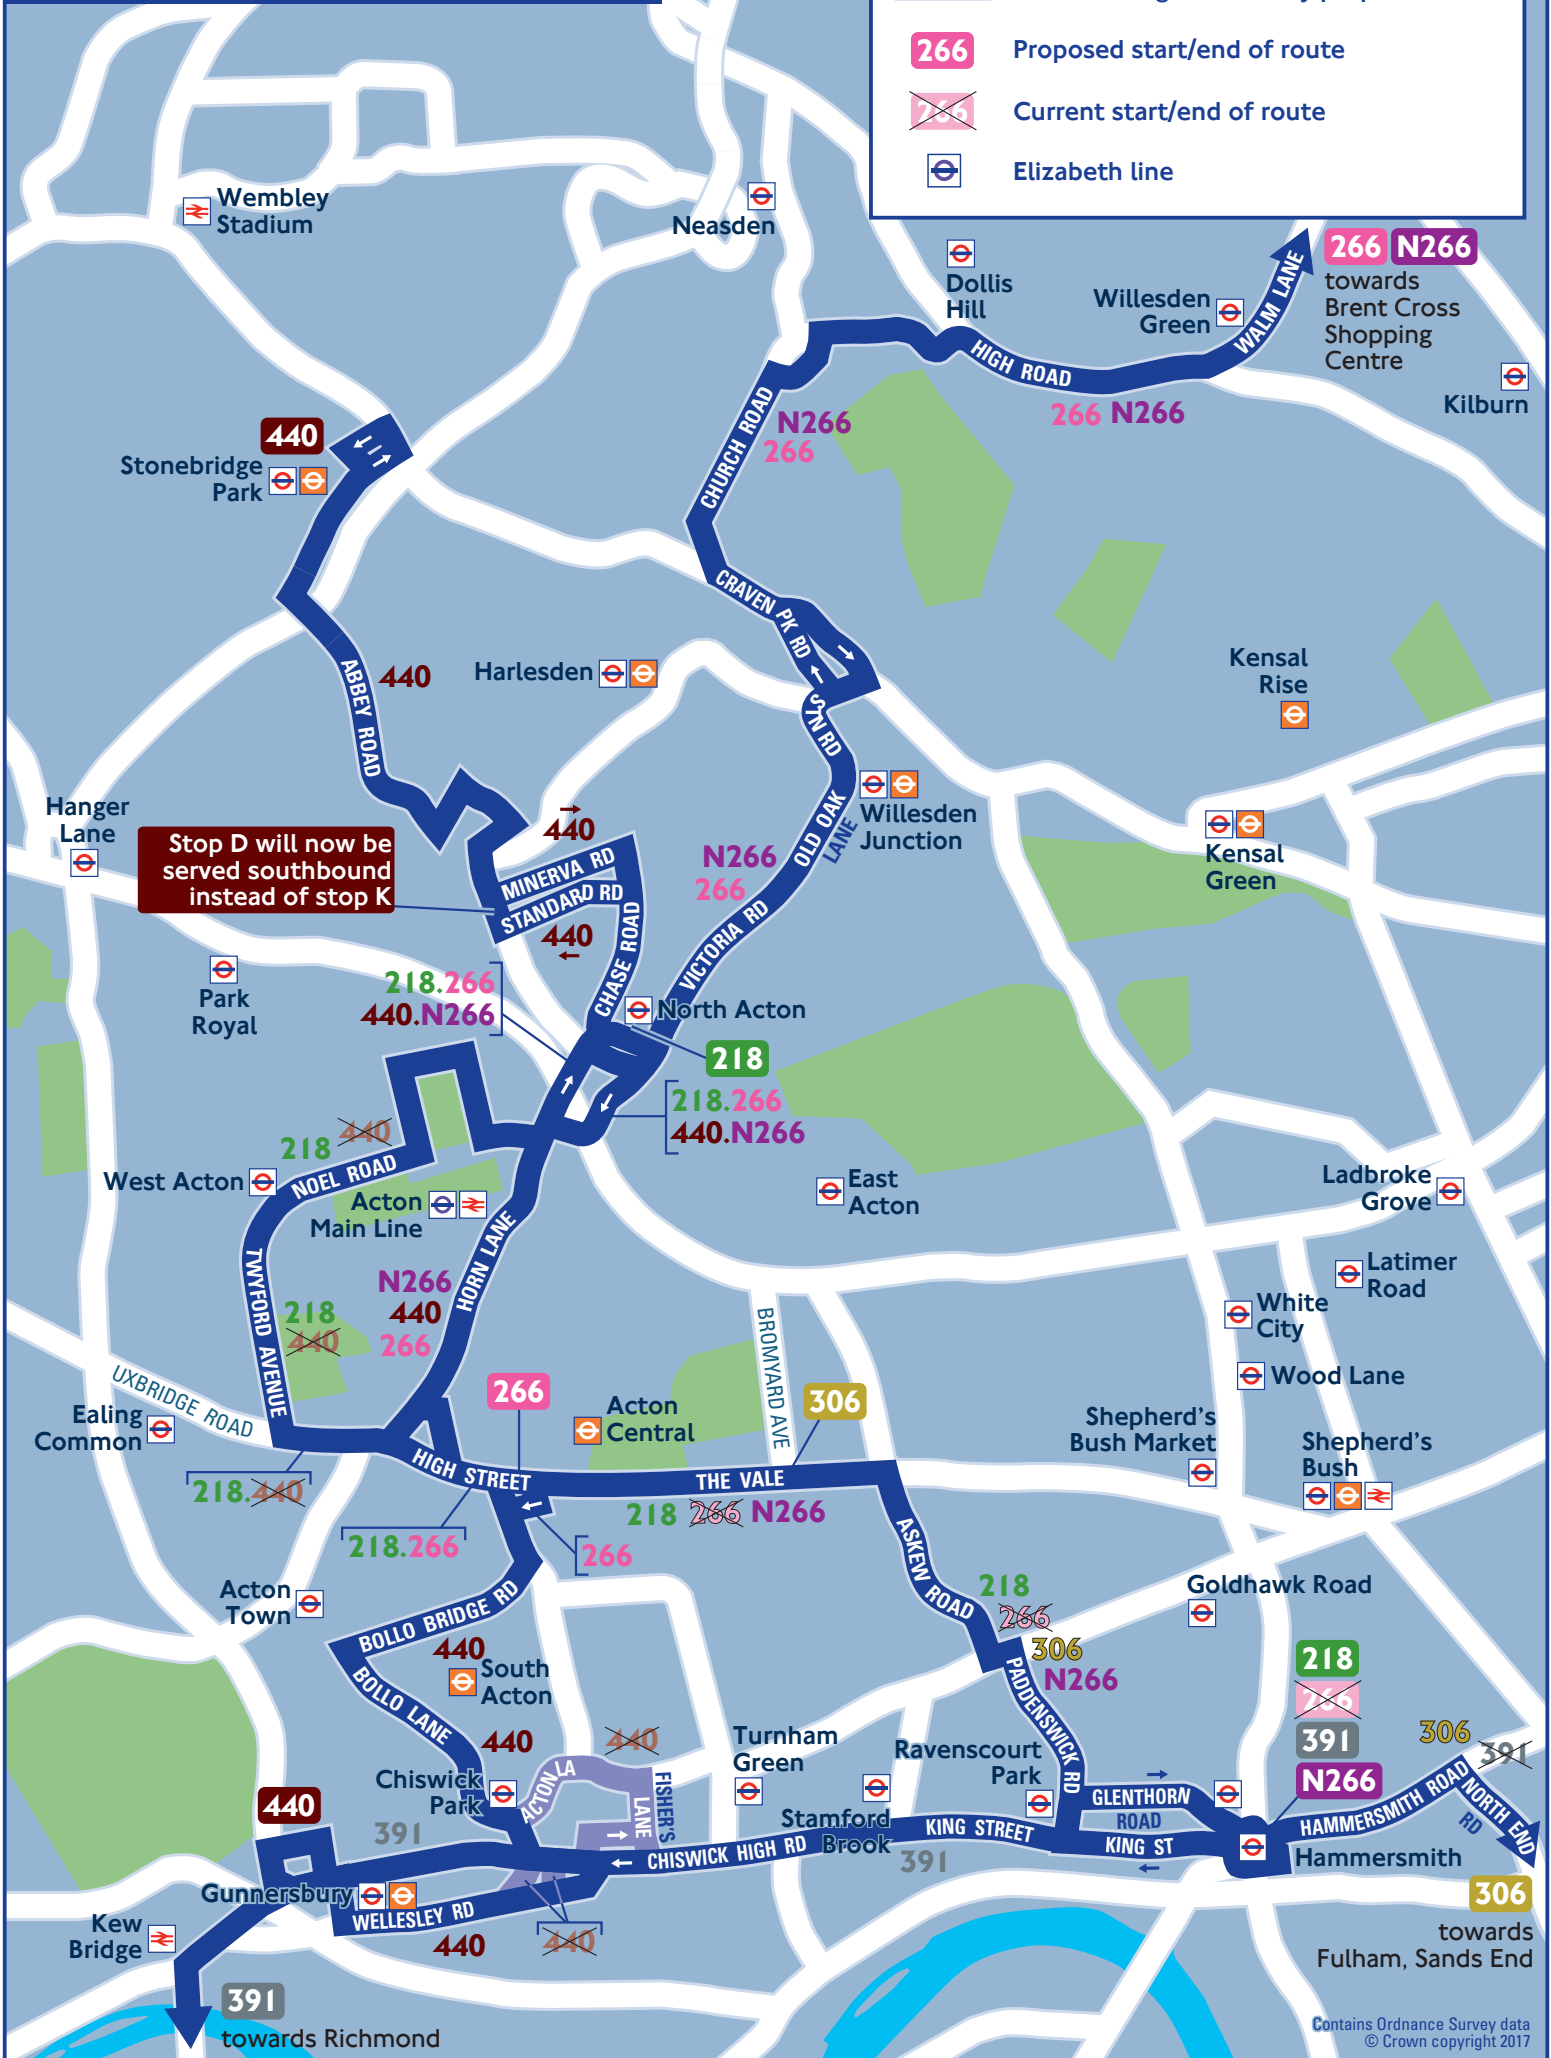 266
Proposed start/end of route
266
Current start/end of route
Elizabeth line
Wembley
Stadium
Neasden
Dollis
Hill
Willesden
Green
WALM LANE
266 N266
towards
Brent Cross
Shopping
Centre
Kilburn
HIGH ROAD
266 N266
CHURCH ROAD
N266
266
440
Stonebridge
Park
CRAVEN PK RD
Harlesden
440
ABBEY ROAD
STN RD
Kensal
Rise
Hanger
Lane
Willesden
Junction
OLD OAK
LANE
Kensal
Green
Stop D will now be
served southbound
instead of stop K
440
MINERVA RD
STANDARD RD
440
CHASE ROAD
N266
266
VICTORIA RD
Park
Royal
218.266
440.N266
North Acton
218
218.266
440.N266
440
218
NOEL ROAD
West Acton
Acton
Main Line
East
Acton
Ladbroke
Grove
HORN LANE
TWYFORD AVENUE
N266
440
266
218
440
Latimer
Road
White
City
Wood Lane
BROMYARD AVE
UXBRIDGE ROAD
Ealing
Common
266
Acton
Central
306
Shepherd's
Bush Market
Shepherd's
Bush
HIGH STREET
THE VALE
218.440
218 266 N266
218.266
266
ASKEW ROAD
Acton
Town
BOLLO BRIDGE RD
440
South
Acton
BOLLO LANE
218
266
306
N266
Goldhawk Road
PADDENSWICK RD
218
266
391
N266
306
391
440
440
Turnham
Green
Ravenscourt
Park
Chiswick
Park
ACTON LA
FISHER'S
LANE
Stamford
Brook
GLENTHORN
ROAD
HAMMERSMITH ROAD
NORTH END
RD
440
391
CHISWICK HIGH RD
KING STREET
391
KING ST
Hammersmith
Gunnersbury
WELLESLEY RD
440
440
Kew
Bridge
306
towards
Fulham, Sands End
391
towards Richmond
Contains Ordnance Survey data
© Crown copyright 2017